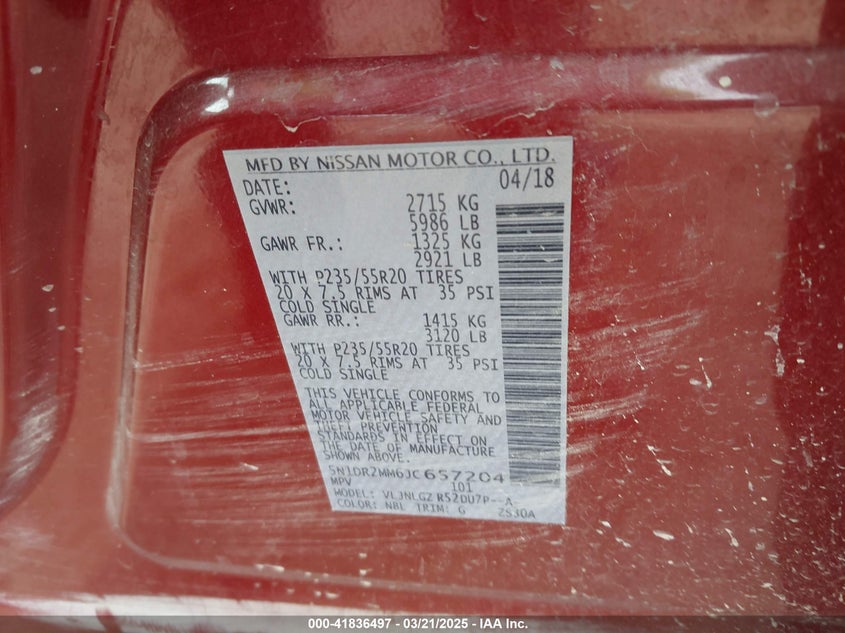 MFD BY NISSAN MOTOR CO., LTD.
DATE: 04/18
GVWR: 2715 KG
5986 LB
GAWR FR.: 1325 KG
2921 LB
WITH P235/55R20 TIRES
20 X 7.5 RIMS AT 35 PSI
COLD SINGLE
GAWR RR.: 1415 KG
3120 LB
WITH P235/55R20 TIRES
20 X 7.5 RIMS AT 35 PSI
COLD SINGLE
THIS VEHICLE CONFORMS TO
ALL APPLICABLE FEDERAL
MOTOR VEHICLE SAFETY AND
THEFT PREVENTION
STANDARDS IN EFFECT ON
THE DATE OF MANUFACTURE
SHOWN ABOVE.
5N1DR2MM6JC657204
MPV 101
MODEL: VLJNLGZ R52DU7P--A-
COLOR: NBL TRIM: G 2S30A
000-41836497 - 03/21/2025 - IAA Inc.